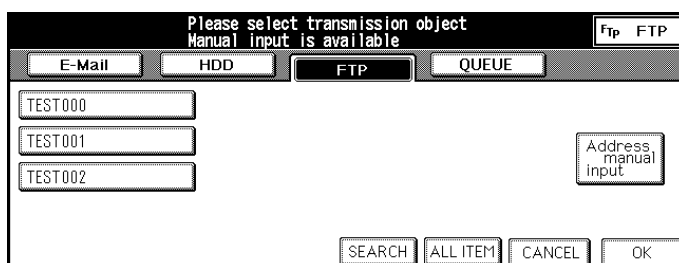 Please select transmission object
Manual input is available
FTP FTP
E-Mail
HDD
FTP
QUEUE
TEST000
TEST001
TEST002
Address manual input
SEARCH
ALL ITEM
CANCEL
OK